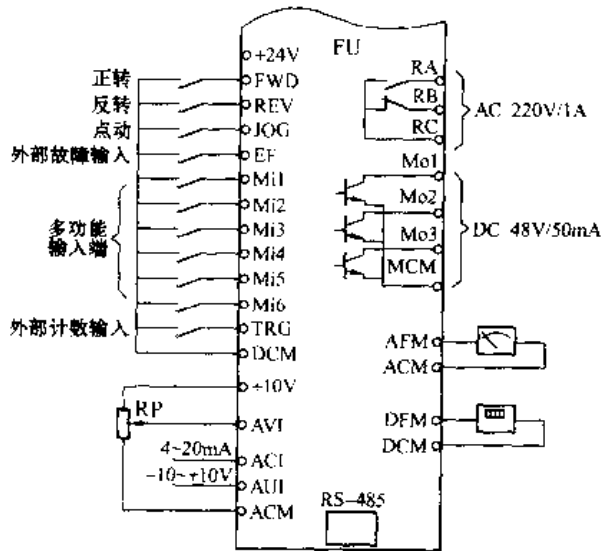 +24V
FU
正转
FWD
反转
REV
点动
JOG
外部故障输入
EF
Mi1
Mi2
多功能
输入端
Mi3
Mi4
Mi5
Mi6
外部计数输入
TRG
DCM
+10V
RP
AVI
4~20mA
ACI
-10~+10V
AUI
ACM
RS-485
RA
RB
RC
AC 220V/1A
Mo1
Mo2
Mo3
MCM
DC 48V/50mA
AFM
ACM
DFM
DCM